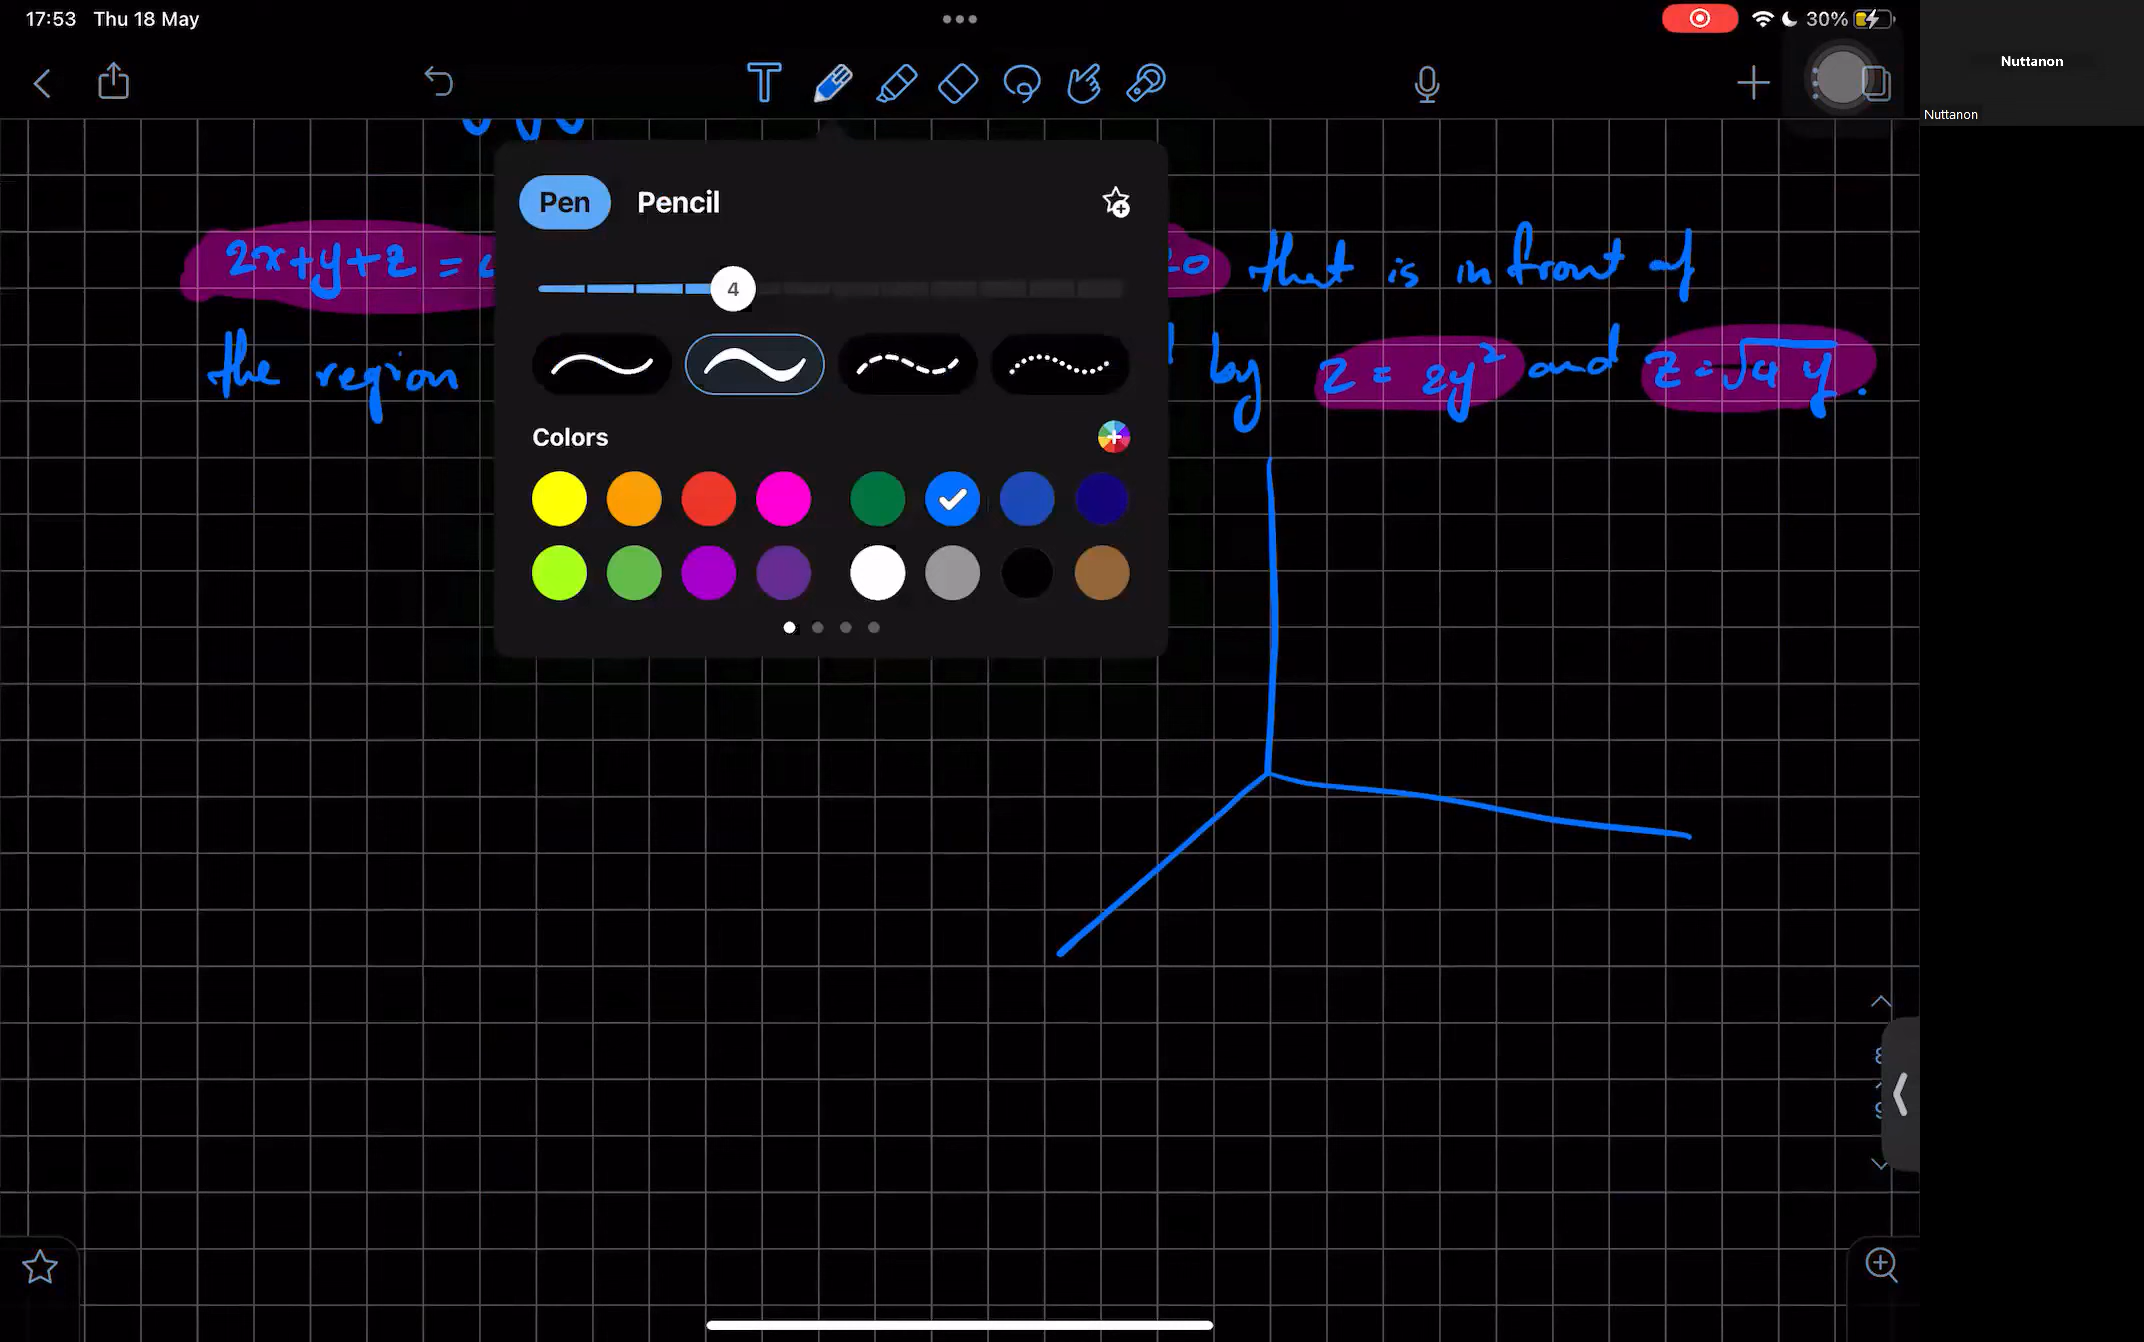 17:53 Thu 18 May
30%
Nuttanon
Nuttanon
Pen Pencil
2x+y+z =
that is in front of
4
the region
by z = 2y² and z = √4y.
Colors